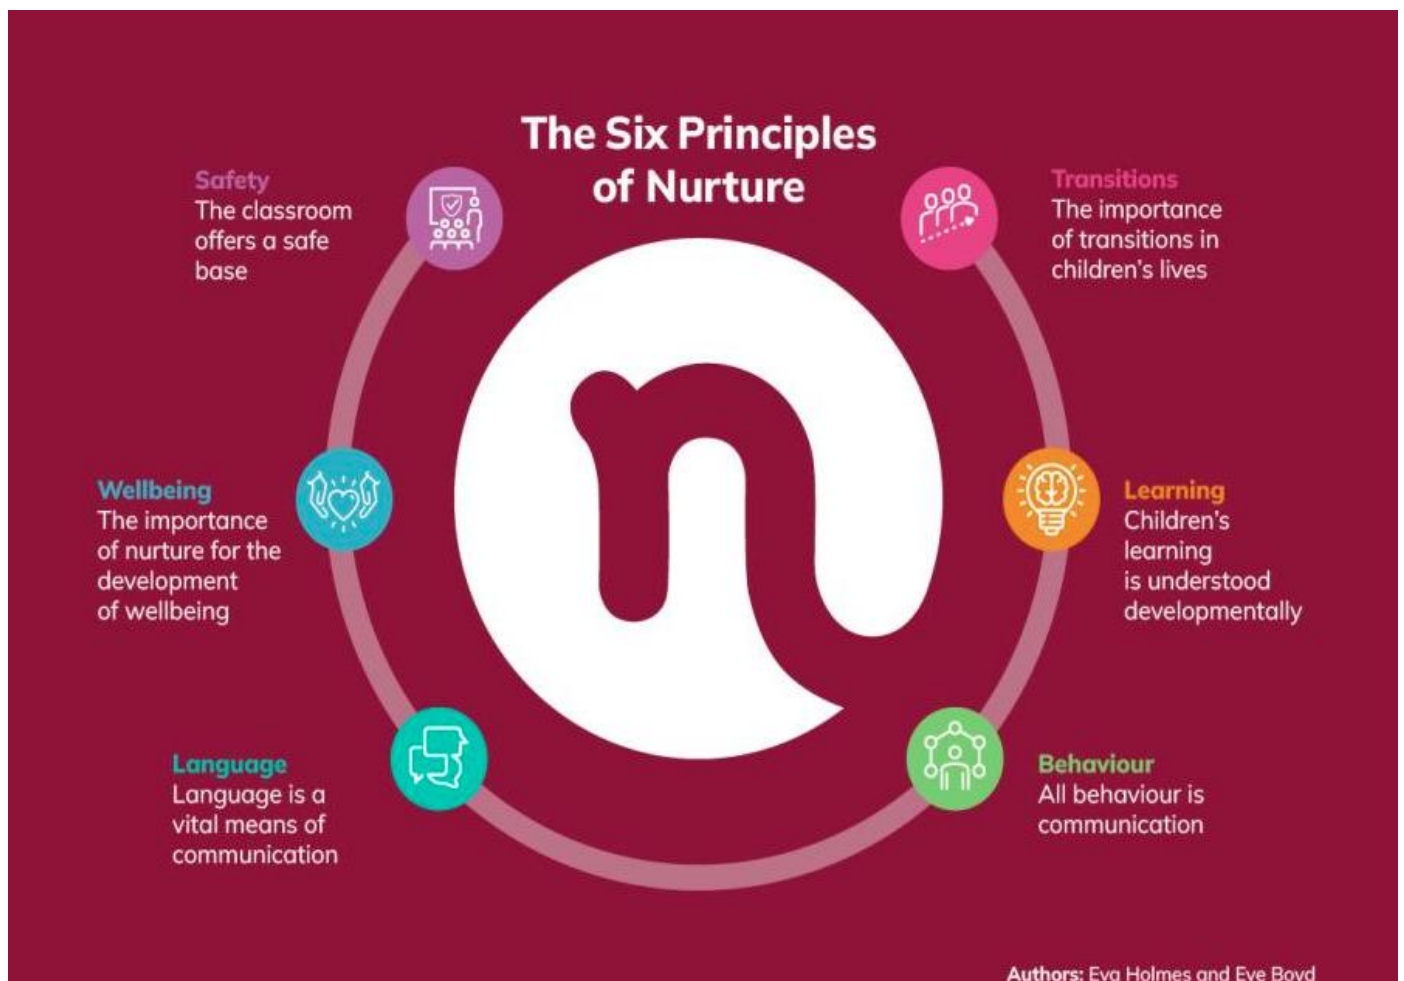 The Six Principles
of Nurture
Safety
The classroom
offers a safe
base
Wellbeing
The importance
of nurture for the
development
of wellbeing
Language
Language is a
vital means of
communication
Transitions
The importance
of transitions in
children's lives
Learning
Children's
learning
is understood
developmentally
Behaviour
All behaviour is
communication
n
Authors: Eva Holmes and Eve Boyd